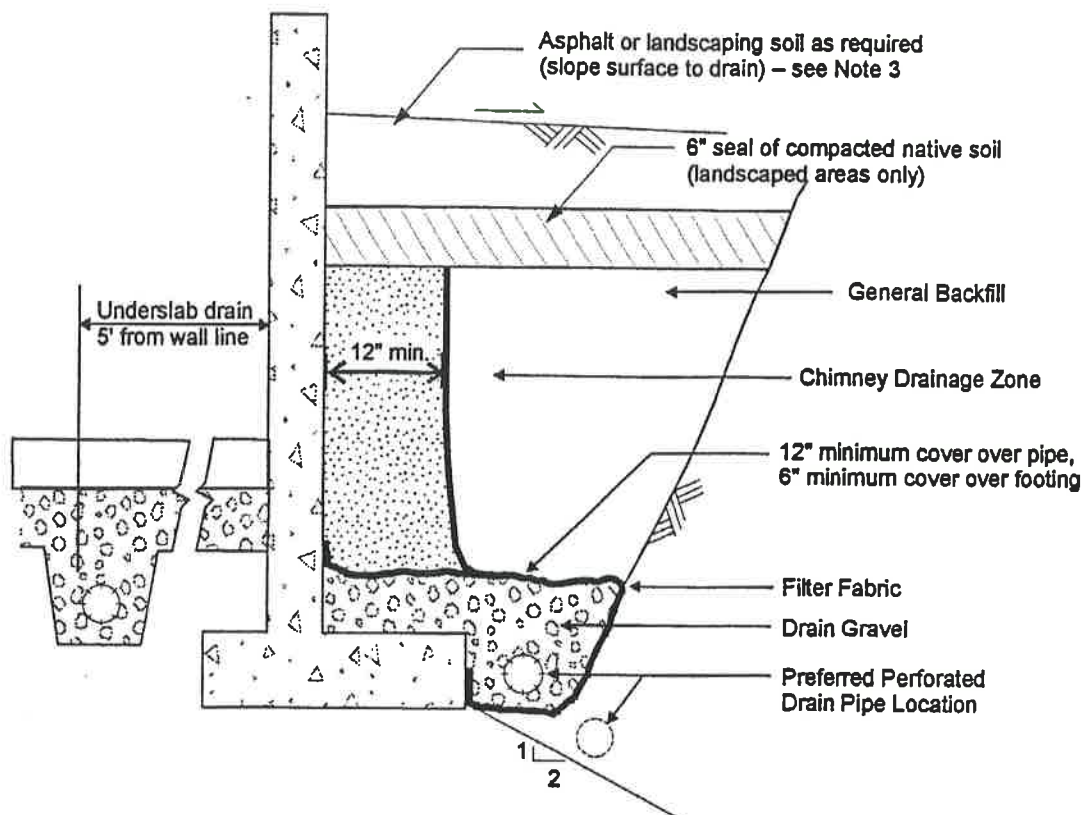 Asphalt or landscaping soil as required
(slope surface to drain) – see Note 3
6" seal of compacted native soil
(landscaped areas only)
General Backfill
Underslab drain
5' from wall line
12" min.
Chimney Drainage Zone
12" minimum cover over pipe,
6" minimum cover over footing
Filter Fabric
Drain Gravel
Preferred Perforated
Drain Pipe Location
1
2